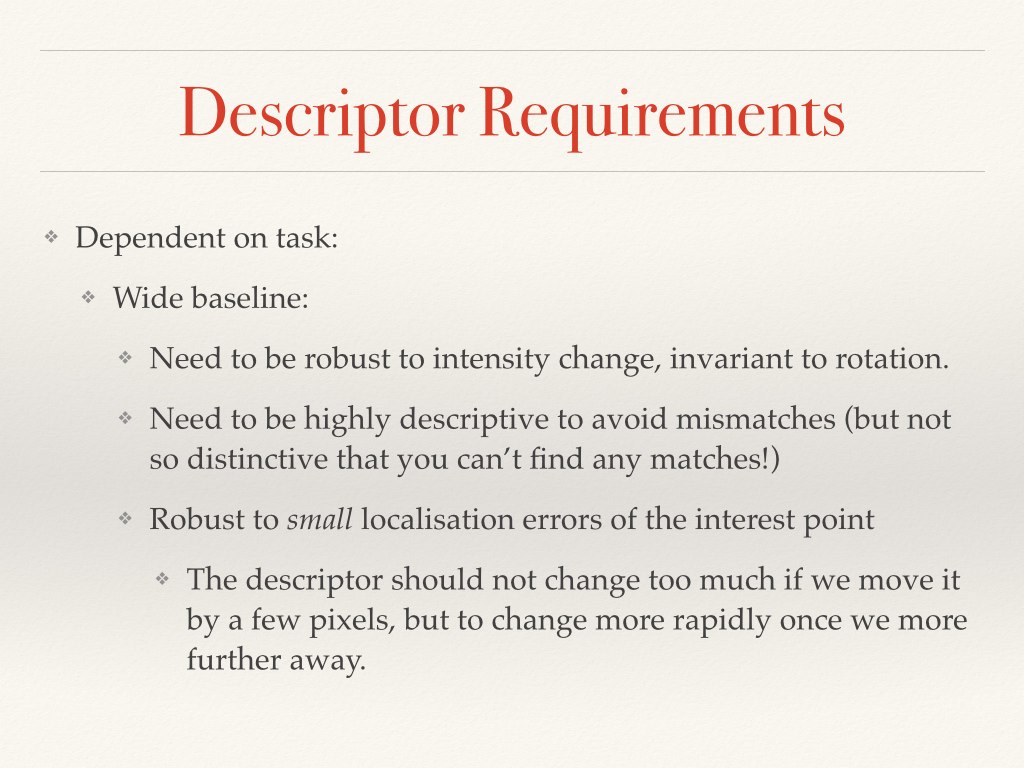 Descriptor Requirements
Dependent on task:
Wide baseline:
Need to be robust to intensity change, invariant to rotation.
Need to be highly descriptive to avoid mismatches (but not
so distinctive that you can’t find any matches!)
Robust to small localisation errors of the interest point
The descriptor should not change too much if we move it
by a few pixels, but to change more rapidly once we more
further away.